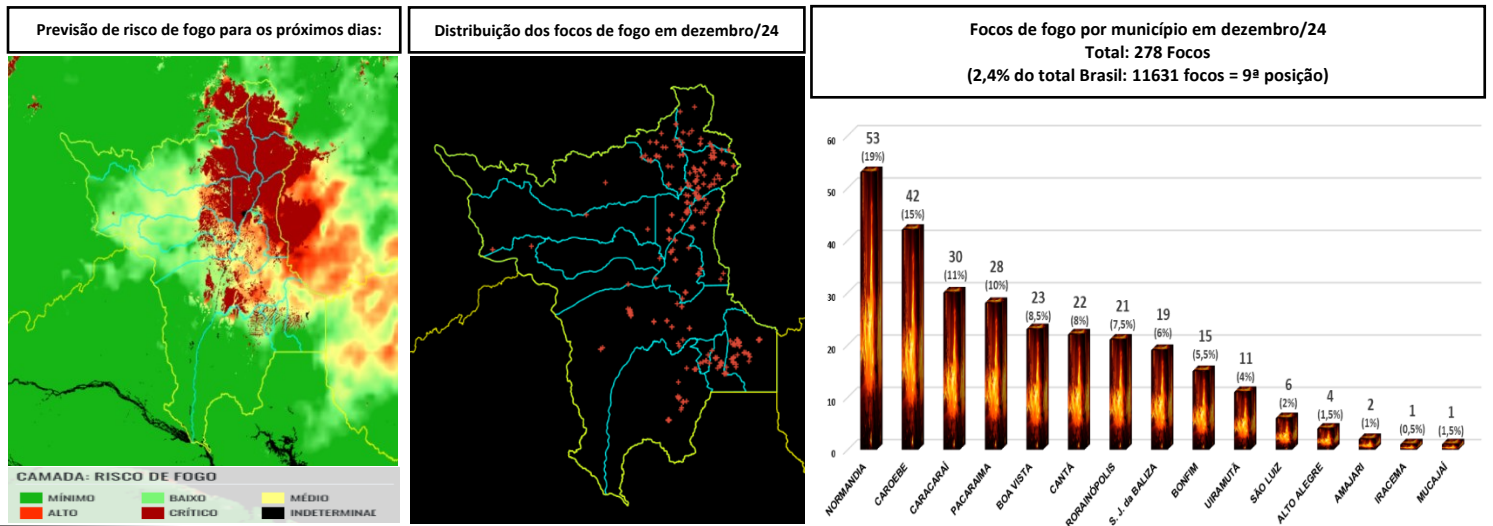 Previsão de risco de fogo para os próximos dias:
CAMADA: RISCO DE FOGO
MÍNIMO BAIXO MÉDIO
ALTO CRÍTICO INDETERMINAE
Distribuição dos focos de fogo em dezembro/24
Focos de fogo por município em dezembro/24
Total: 278 Focos
(2,4% do total Brasil: 11631 focos = 9ª posição)
60
50
40
30
20
10
0
53
(19%)
42
(15%)
30
(11%)
28
(10%)
23
(8,5%)
22
(8%)
21
(7,5%)
19
(6%)
15
(5,5%)
11
(4%)
6
(2%)
4
(1,5%)
2
(1%)
1
(0,5%)
1
(1,5%)
NORMANDIA
CAROEBE
CARACARAÍ
PACARAIMA
BOA VISTA
CANTÁ
RORAINÓPOLIS
S. J. da BALIZA
BONFIM
UIRAMUTÃ
SÃO LUIZ
ALTO ALEGRE
AMAJARI
IRACEMA
MUCAJAÍ